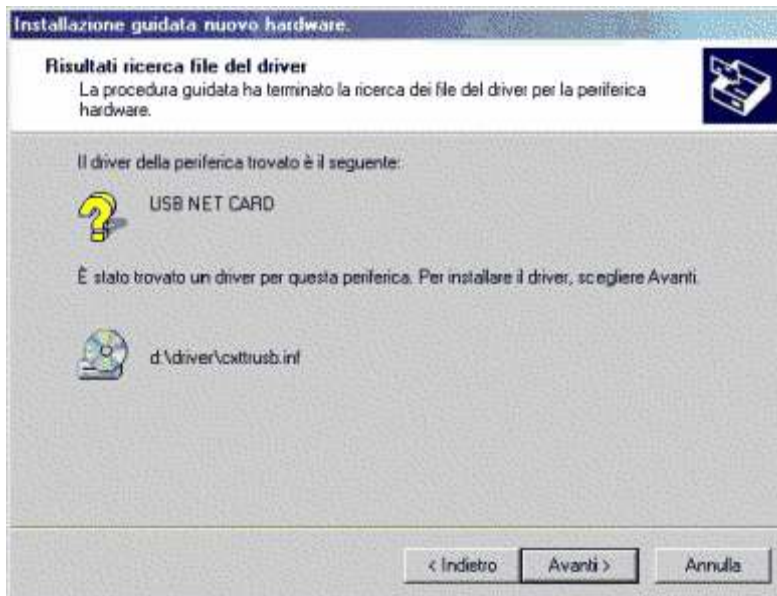 Installazione guidata nuovo hardware.
Risultati ricerca file del driver
La procedura guidata ha terminato la ricerca dei file del driver per la periferica
hardware.
Il driver della periferica trovato è il seguente:
USB NET CARD
È stato trovato un driver per questa periferica. Per installare il driver, scegliere Avanti.
d:\driver\cxttrusb.inf
< Indietro
Avanti >
Annulla